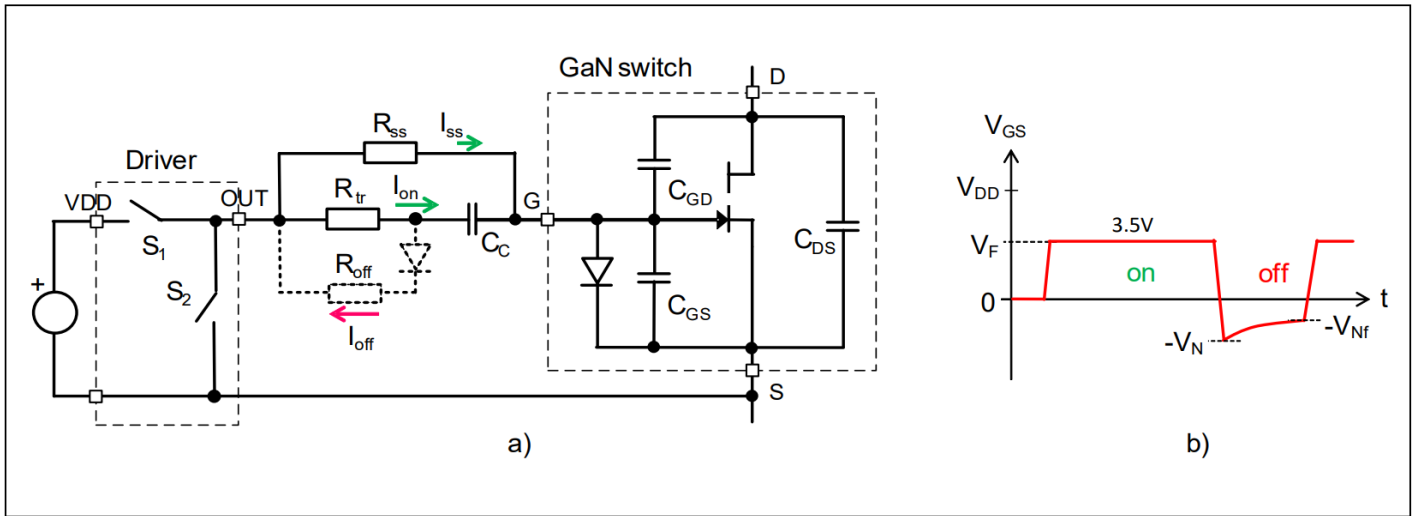 GaN switch
D
R_ss
I_ss
Driver
VDD
OUT
R_tr
I_on
G
C_GD
S_1
C_C
C_DS
R_off
S_2
C_GS
+
I_off
S
a)
V_GS
V_DD
3.5V
V_F
on
off
0
t
-V_N
-V_Nf
b)